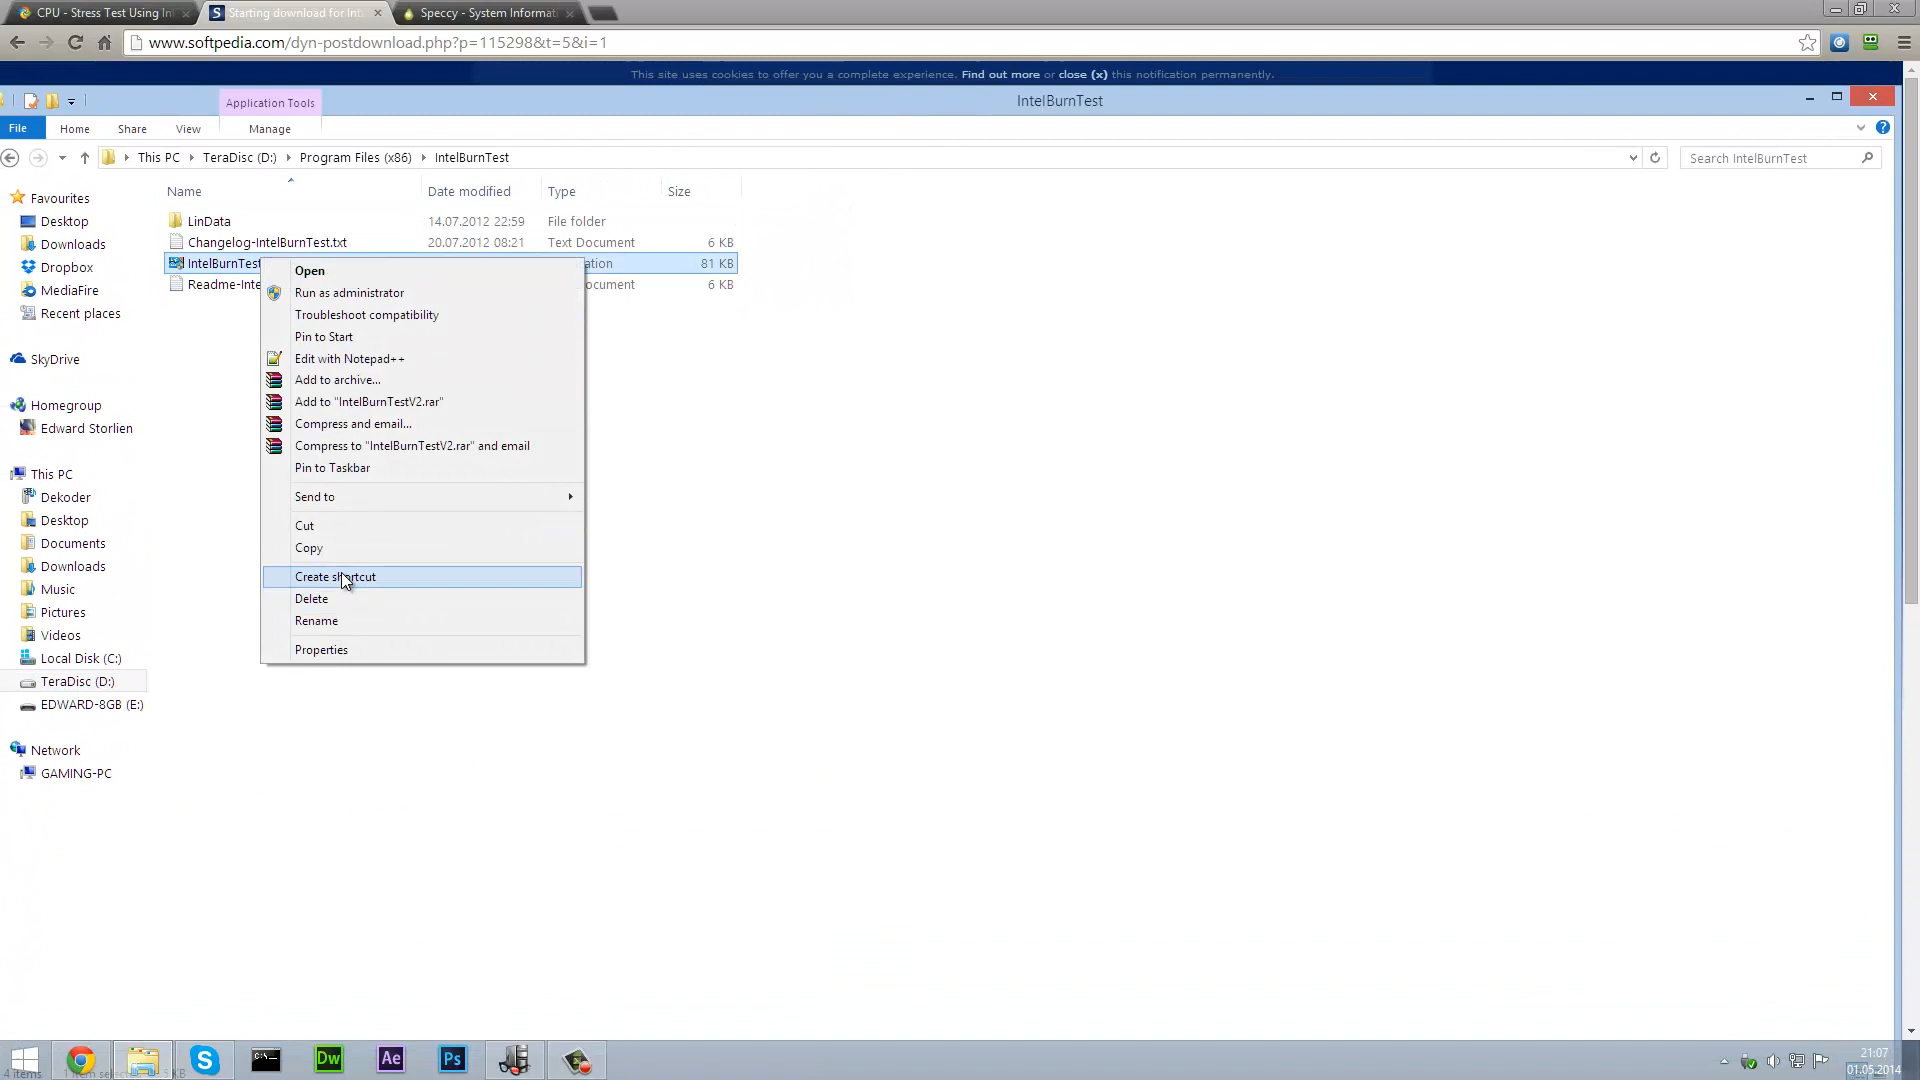 CPU - Stress Test Using In
Starting download for Int
Speccy - System Informati
www.softpedia.com/dyn-postdownload.php?p=115298&t=5&i=1
This site uses cookies to offer you a complete experience. Find out more or close (x) this notification permanently.
Application Tools
IntelBurnTest
File
Home
Share
View
Manage
This PC
TeraDisc (D:)
Program Files (x86)
IntelBurnTest
Search IntelBurnTest
Name
Date modified
Type
Size
Favourites
Desktop
Downloads
Dropbox
MediaFire
Recent places
SkyDrive
Homegroup
Edward Storlien
This PC
Dekoder
Desktop
Documents
Downloads
Music
Pictures
Videos
Local Disk (C:)
TeraDisc (D:)
EDWARD-8GB (E:)
Network
GAMING-PC
LinData 14.07.2012 22:59 File folder
Changelog-IntelBurnTest.txt 20.07.2012 08:21 Text Document 6 KB
IntelBurnTest ation 81 KB
Readme-Inte ocument 6 KB
Open
Run as administrator
Troubleshoot compatibility
Pin to Start
Edit with Notepad++
Add to archive...
Add to "IntelBurnTestV2.rar"
Compress and email...
Compress to "IntelBurnTestV2.rar" and email
Pin to Taskbar
Send to
Cut
Copy
Create shortcut
Delete
Rename
Properties
4 items
Dw
Ae
Ps
21:07
01.05.2014